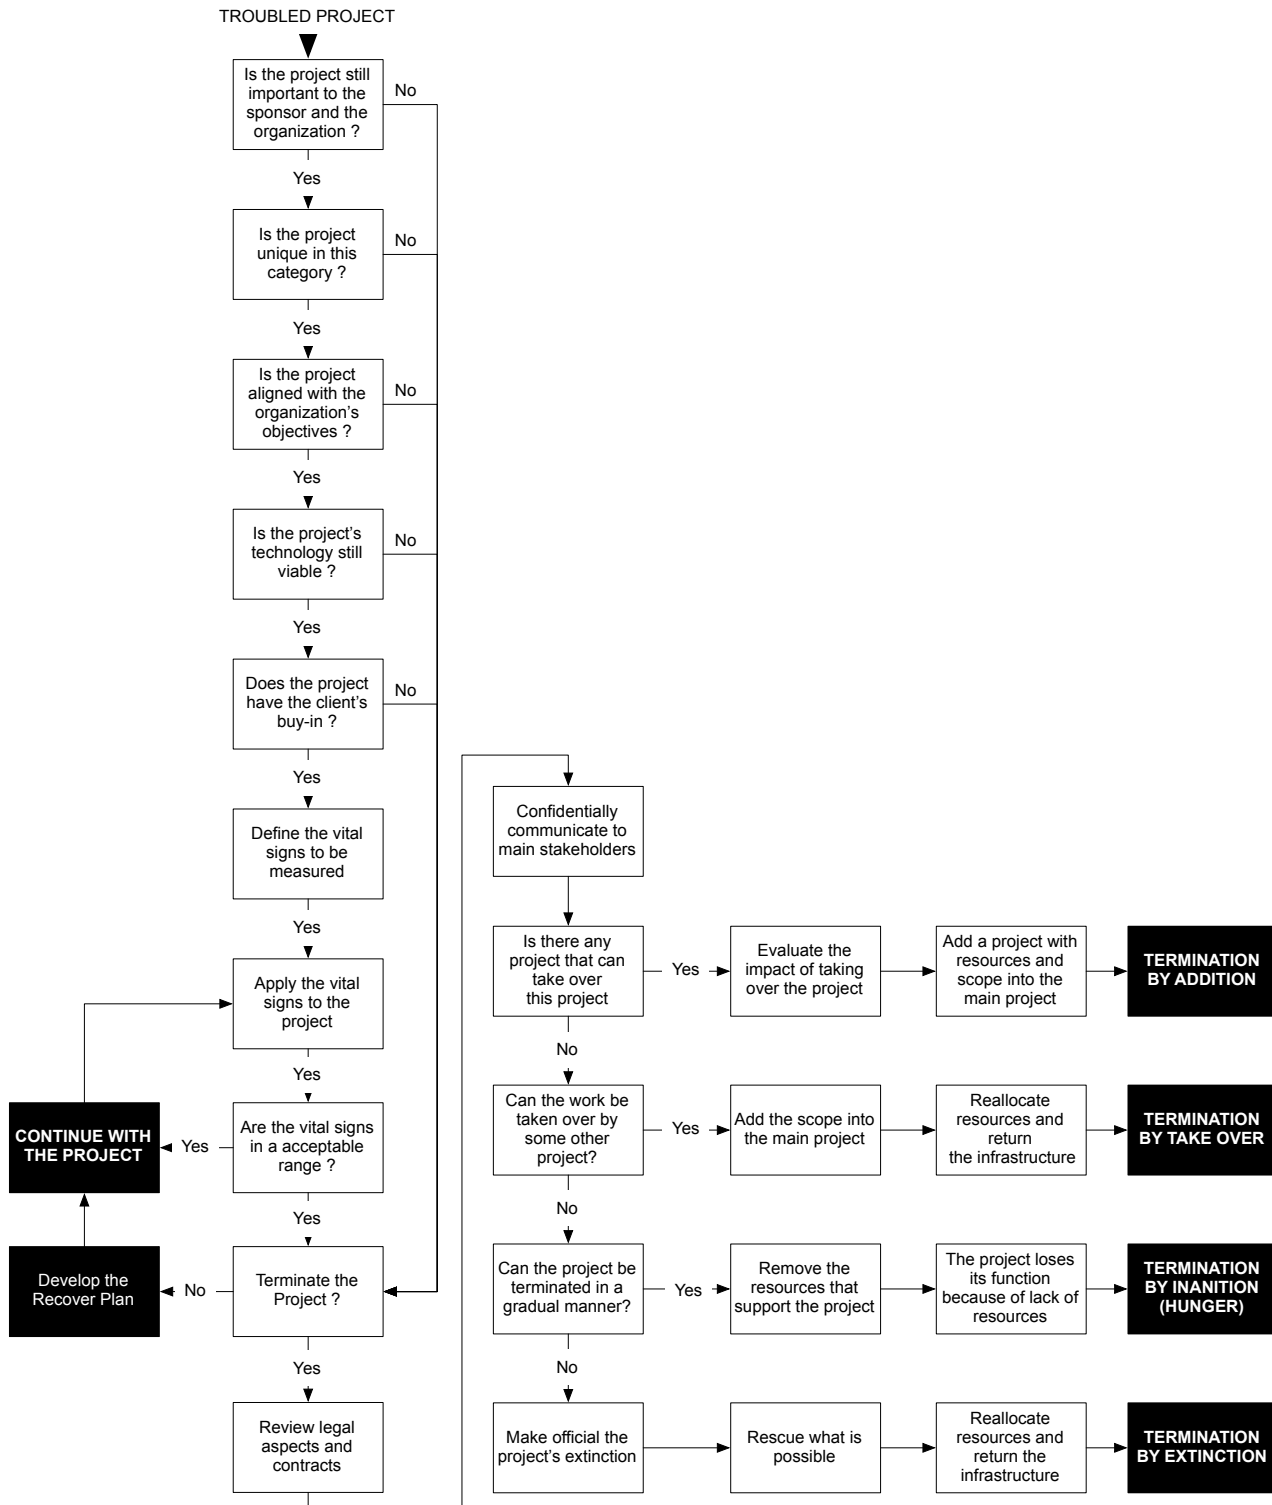 TROUBLED PROJECT
Is the project still
important to the
sponsor and the
organization ?
No
Yes
Is the project
unique in this
category ?
No
Yes
Is the project
aligned with the
organization's
objectives ?
No
Yes
Is the project's
technology still
viable ?
No
Yes
Does the project
have the client's
buy-in ?
No
Yes
Define the vital
signs to be
measured
Yes
Apply the vital
signs to the
project
Yes
Are the vital signs
in a acceptable
range ?
Yes
CONTINUE WITH
THE PROJECT
Yes
Terminate the
Project ?
No
Develop the
Recover Plan
Yes
Review legal
aspects and
contracts
Confidentially
communicate to
main stakeholders
Is there any
project that can
take over
this project
Yes
Evaluate the
impact of taking
over the project
Add a project with
resources and
scope into the
main project
TERMINATION
BY ADDITION
No
Can the work be
taken over by
some other
project?
Yes
Add the scope into
the main project
Reallocate
resources and
return
the infrastructure
TERMINATION
BY TAKE OVER
No
Can the project be
terminated in a
gradual manner?
Yes
Remove the
resources that
support the project
The project loses
its function
because of lack of
resources
TERMINATION
BY INANITION
(HUNGER)
No
Make official the
project's extinction
Rescue what is
possible
Reallocate
resources and
return the
infrastructure
TERMINATION
BY EXTINCTION